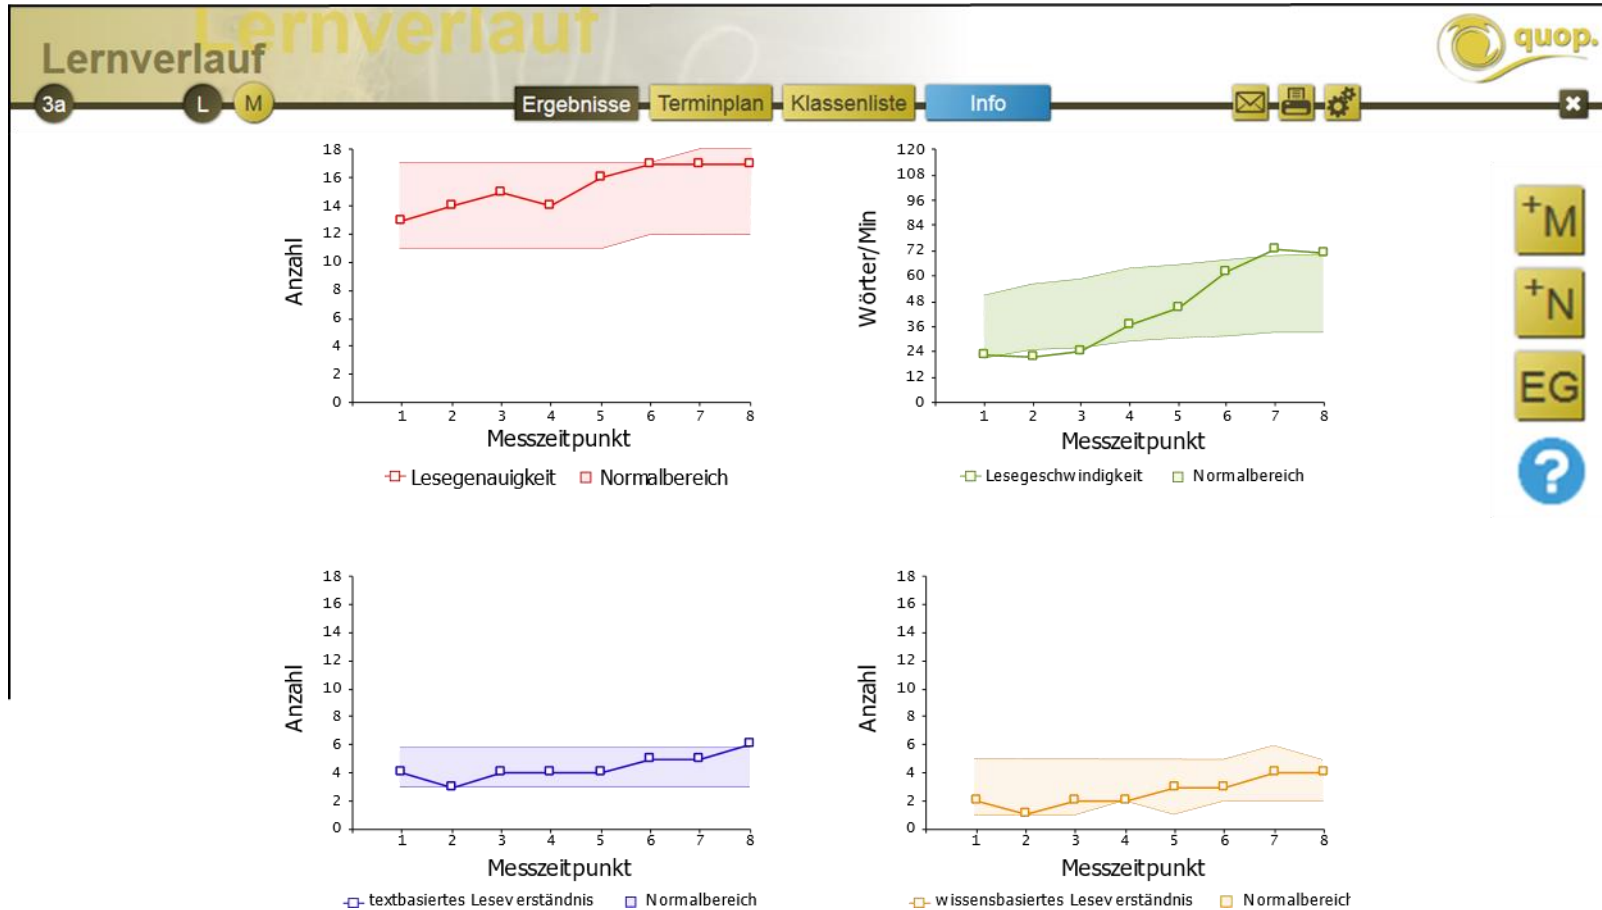 Lernverlauf
Lernverlauf
quop.
3a
L
M
Ergebnisse
Terminplan
Klassenliste
Info
18
16
14
12
10
8
6
4
2
0
Anzahl
1 2 3 4 5 6 7 8
Messzeitpunkt
Lesegenauigkeit Normalbereich
120
108
96
84
72
60
48
36
24
12
0
Wörter/Min
1 2 3 4 5 6 7 8
Messzeitpunkt
Lesegeschwindigkeit Normalbereich
+M
+N
EG
?
18
16
14
12
10
8
6
4
2
0
Anzahl
1 2 3 4 5 6 7 8
Messzeitpunkt
textbasiertes Leseverständnis Normalbereich
18
16
14
12
10
8
6
4
2
0
Anzahl
1 2 3 4 5 6 7 8
Messzeitpunkt
wissensbasiertes Leseverständnis Normalbereich